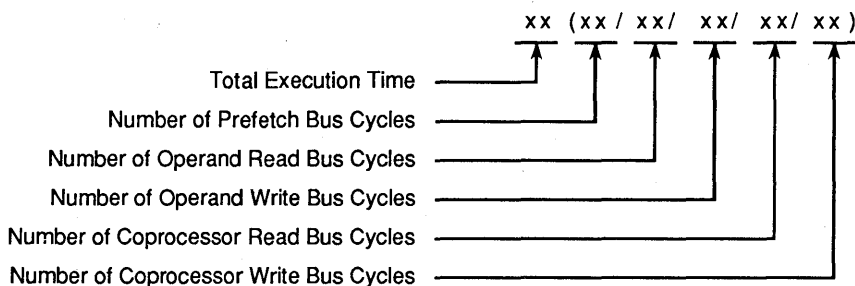 xx (xx/ xx/ xx/ xx/ xx)
Total Execution Time
Number of Prefetch Bus Cycles
Number of Operand Read Bus Cycles
Number of Operand Write Bus Cycles
Number of Coprocessor Read Bus Cycles
Number of Coprocessor Write Bus Cycles